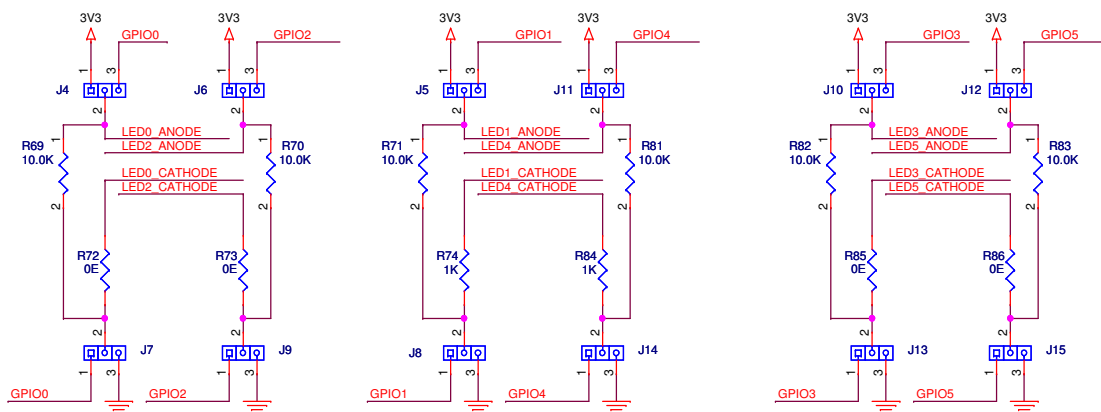 3V3 3V3 3V3 3V3 3V3 3V3
GPIO0 GPIO2 GPIO1 GPIO4 GPIO3 GPIO5
1 3 1 3 1 3 1 3 1 3 1 3
J4 J6 J5 J11 J10 J12
2 2 2 2 2 2
1 LED0_ANODE 1 1 LED1_ANODE 1 1 LED3_ANODE 1
R69 LED2_ANODE R70 R71 LED4_ANODE R81 R82 LED5_ANODE R83
10.0K 10.0K 10.0K 10.0K 10.0K 10.0K
LED0_CATHODE LED1_CATHODE LED3_CATHODE
LED2_CATHODE LED4_CATHODE LED5_CATHODE
2 2 2 2 2 2
R72 R73 R74 R84 R85 R86
0E 0E 1K 1K 0E 0E
2 2 2 2 2 2
J7 J9 J8 J14 J13 J15
1 3 1 3 1 3 1 3 1 3 1 3
GPIO0 GPIO2 GPIO1 GPIO4 GPIO3 GPIO5